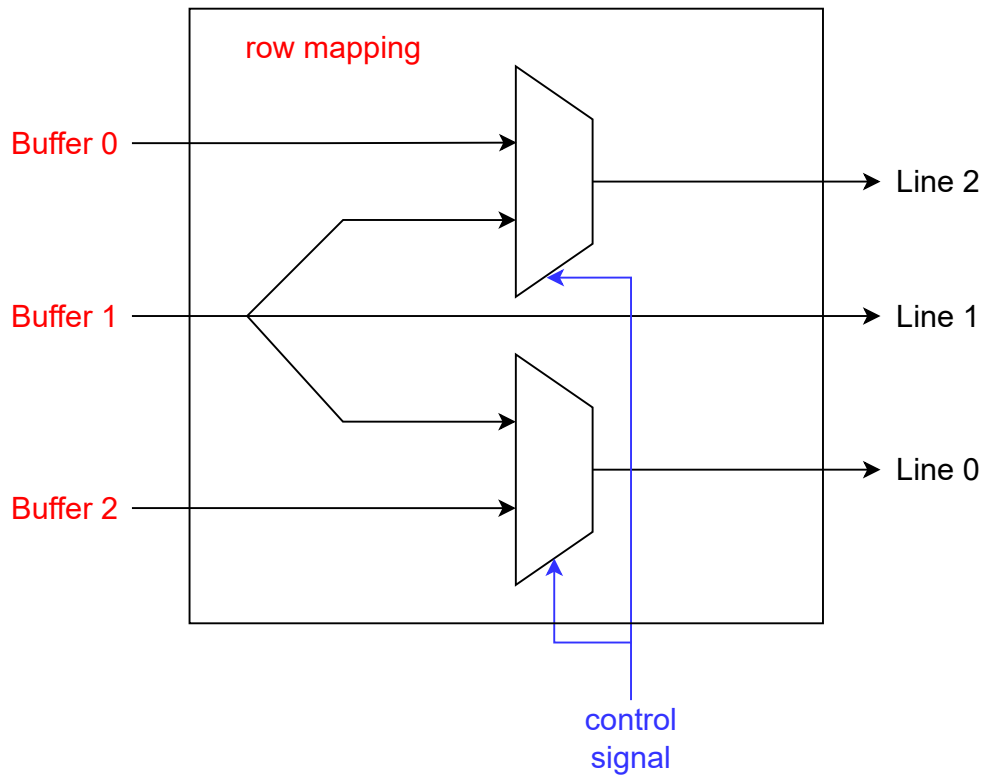 row mapping
Buffer 0
Line 2
Buffer 1
Line 1
Line 0
Buffer 2
control
signal